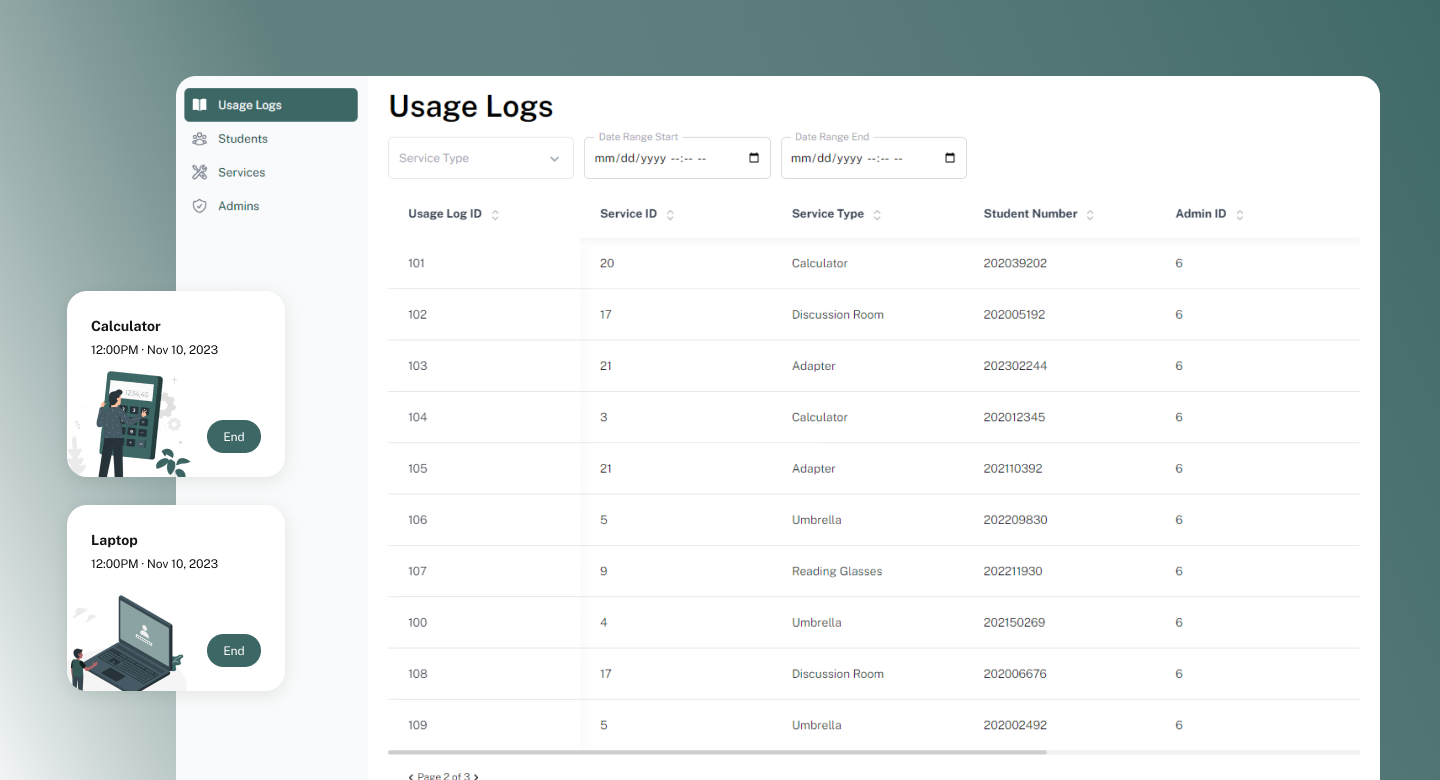 Usage Logs
Students
Services
Admins
Calculator
12:00PM · Nov 10, 2023
1234,45
End
Laptop
12:00PM · Nov 10, 2023
End
Usage Logs
Service Type
Date Range Start
mm/dd/yyyy --:-- --
Date Range End
mm/dd/yyyy --:-- --
Usage Log ID Service ID Service Type Student Number Admin ID
101 20 Calculator 202039202 6
102 17 Discussion Room 202005192 6
103 21 Adapter 202302244 6
104 3 Calculator 202012345 6
105 21 Adapter 202110392 6
106 5 Umbrella 202209830 6
107 9 Reading Glasses 202211930 6
100 4 Umbrella 202150269 6
108 17 Discussion Room 202006676 6
109 5 Umbrella 202002492 6
Page 2 of 3